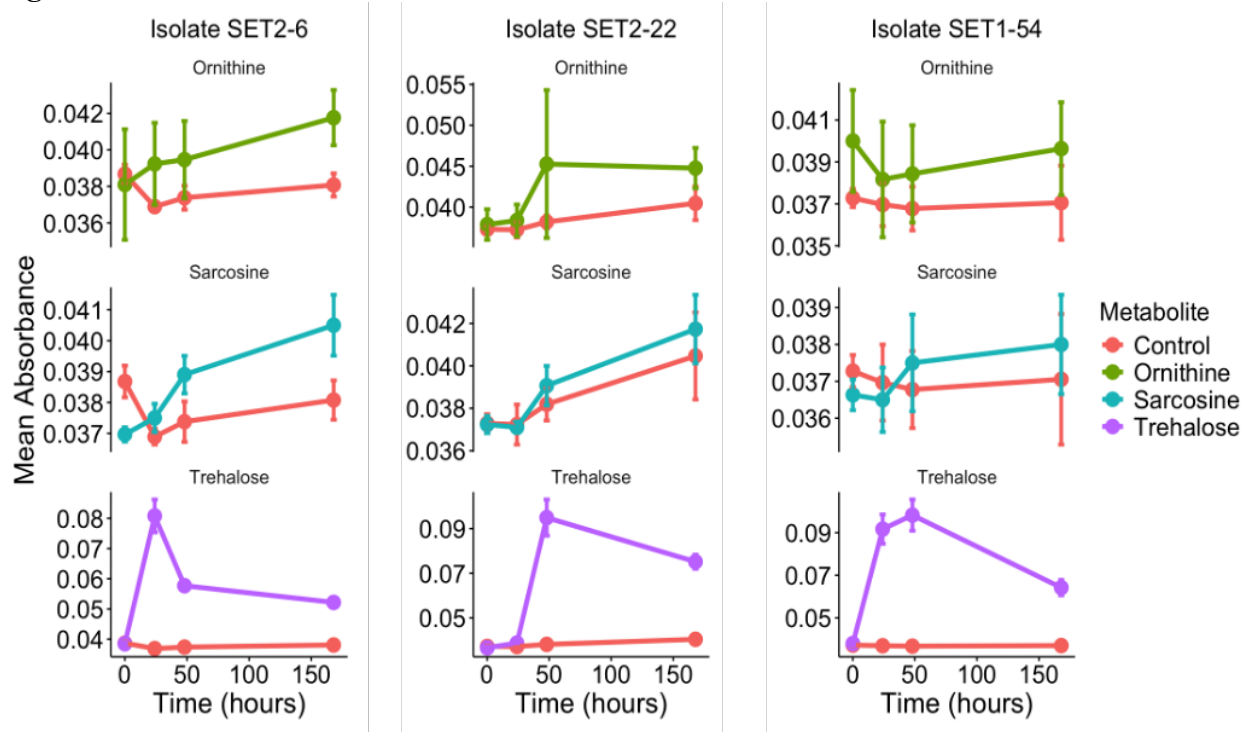 Isolate SET2-6
Isolate SET2-22
Isolate SET1-54
Ornithine
Ornithine
Ornithine
0.042
0.040
0.038
0.036
0.055
0.050
0.045
0.040
0.041
0.039
0.037
0.035
Mean Absorbance
Sarcosine
Sarcosine
Sarcosine
0.041
0.040
0.039
0.038
0.037
0.042
0.040
0.038
0.036
0.039
0.038
0.037
0.036
Metabolite
Control
Ornithine
Sarcosine
Trehalose
Trehalose
Trehalose
Trehalose
0.08
0.07
0.06
0.05
0.04
0.09
0.07
0.05
0.09
0.07
0.05
0 50 100 150
0 50 100 150
0 50 100 150
Time (hours)
Time (hours)
Time (hours)